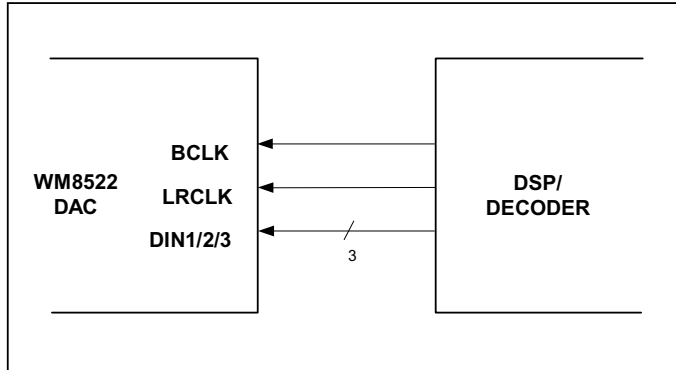 BCLK
WM8522
DAC
LRCLK
DIN1/2/3
3
DSP/
DECODER